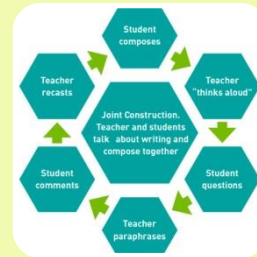 Student
composes
Teacher
"thinks aloud"
Student
questions
Teacher
paraphrases
Student
comments
Teacher
recasts
Joint Construction.
Teacher and students
talk about writing and
compose together